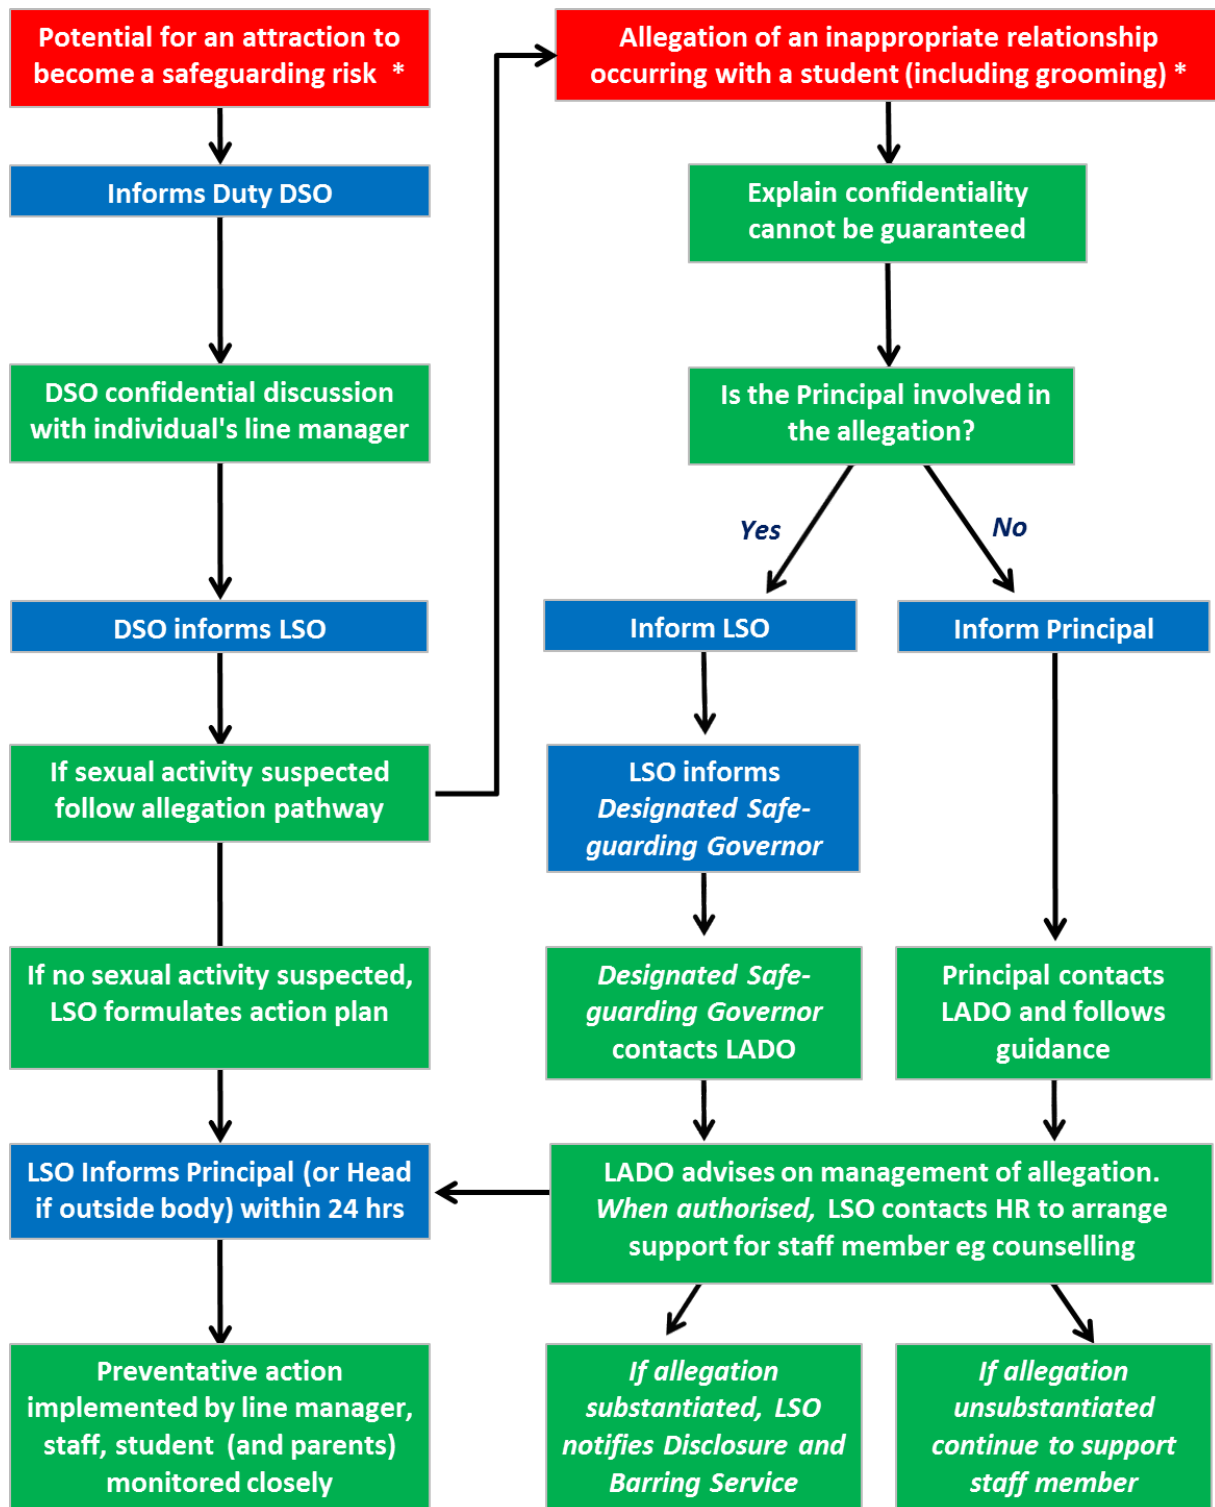 Potential for an attraction to
become a safeguarding risk *
Informs Duty DSO
DSO confidential discussion
with individual's line manager
DSO informs LSO
If sexual activity suspected
follow allegation pathway
If no sexual activity suspected,
LSO formulates action plan
LSO Informs Principal (or Head
if outside body) within 24 hrs
Preventative action
implemented by line manager,
staff, student (and parents)
monitored closely
Allegation of an inappropriate relationship
occurring with a student (including grooming) *
Explain confidentiality
cannot be guaranteed
Is the Principal involved in
the allegation?
Yes
No
Inform LSO
Inform Principal
LSO informs
Designated Safe-
guarding Governor
Designated Safe-
guarding Governor
contacts LADO
Principal contacts
LADO and follows
guidance
LADO advises on management of allegation.
When authorised, LSO contacts HR to arrange
support for staff member eg counselling
If allegation
substantiated, LSO
notifies Disclosure and
Barring Service
If allegation
unsubstantiated
continue to support
staff member